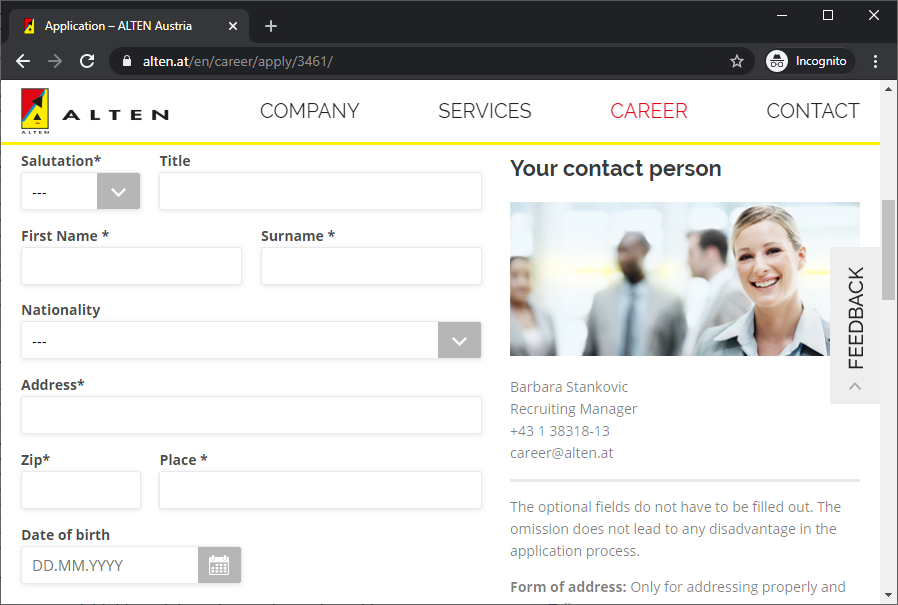 Application – ALTEN Austria
alten.at/en/career/apply/3461/
Incognito
ALTEN
ALTEN
COMPANY
SERVICES
CAREER
CONTACT
Salutation*
Title
---
First Name *
Surname *
Nationality
---
Address*
Zip*
Place *
Date of birth
DD.MM.YYYY
Your contact person
FEEDBACK
Barbara Stankovic
Recruiting Manager
+43 1 38318-13
career@alten.at
The optional fields do not have to be filled out. The
omission does not lead to any disadvantage in the
application process.
Form of address: Only for addressing properly and